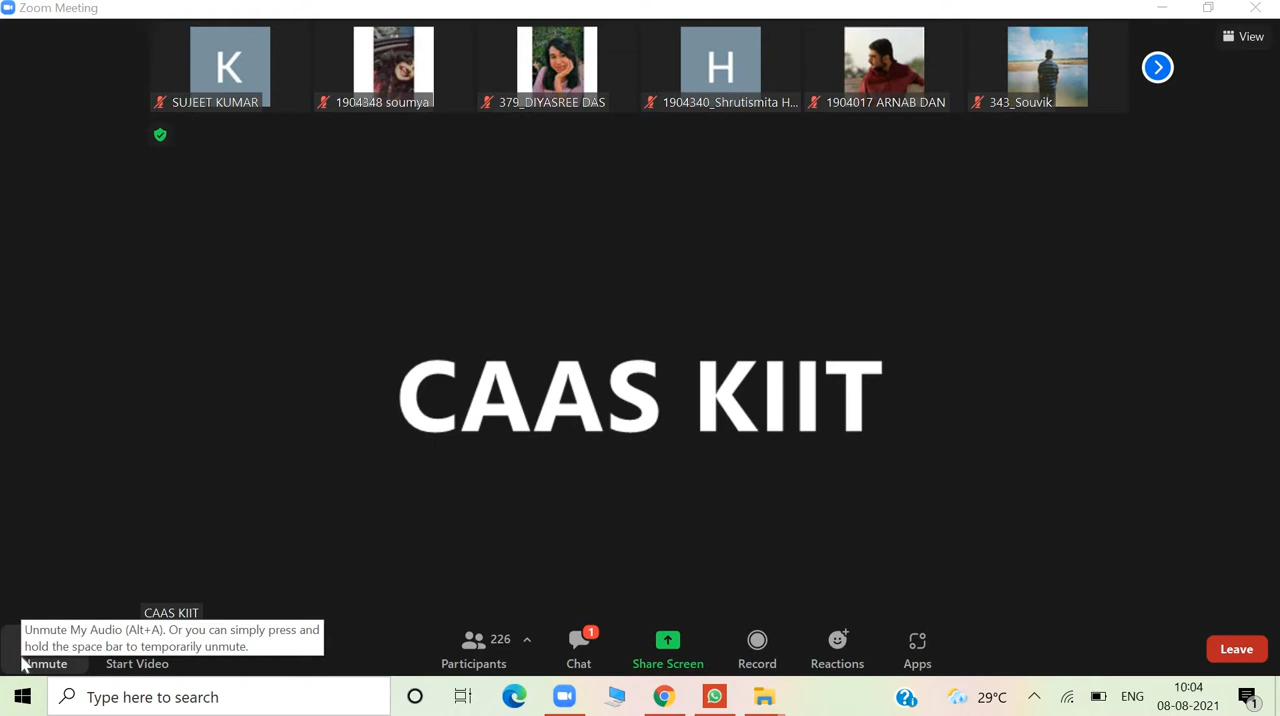 Zoom Meeting
View
K
H
SUJEET KUMAR
1904348 soumya
379_DIYASREE DAS
1904340_Shrutismita H...
1904017 ARNAB DAN
343_Souvik
CAAS KIIT
CAAS KIIT
Unmute My Audio (Alt+A). Or you can simply press and
hold the space bar to temporarily unmute.
Unmute
Start Video
226
Participants
1
Chat
Share Screen
Record
Reactions
Apps
Leave
Type here to search
29°C
ENG
10:04
08-08-2021
1